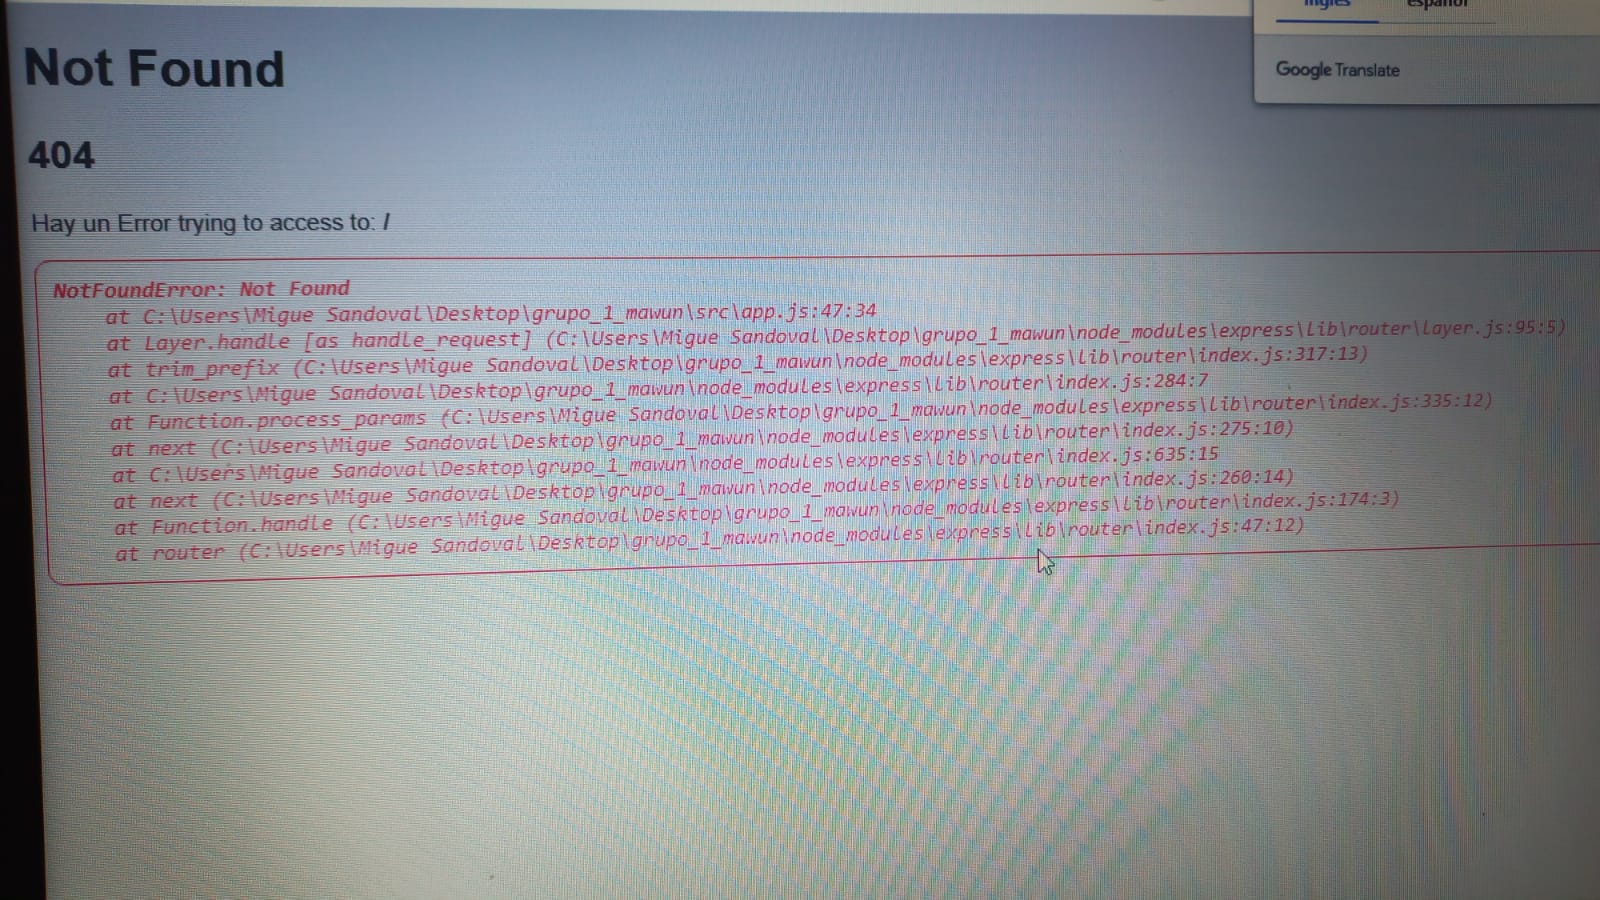 inglés español
Google Translate
Not Found
404
Hay un Error trying to access to: /
NotFoundError: Not Found
at C:\Users\Migue Sandoval\Desktop\grupo_1_mawun\src\app.js:47:34
at Layer.handle [as handle_request] (C:\Users\Migue Sandoval\Desktop\grupo_1_mawun\node_modules\express\lib\router\layer.js:95:5)
at trim_prefix (C:\Users\Migue Sandoval\Desktop\grupo_1_mawun\node_modules\express\lib\router\index.js:317:13)
at C:\Users\Migue Sandoval\Desktop\grupo_1_mawun\node_modules\express\lib\router\index.js:284:7
at Function.process_params (C:\Users\Migue Sandoval\Desktop\grupo_1_mawun\node_modules\express\lib\router\index.js:335:12)
at next (C:\Users\Migue Sandoval\Desktop\grupo_1_mawun\node_modules\express\lib\router\index.js:275:10)
at C:\Users\Migue Sandoval\Desktop\grupo_1_mawun\node_modules\express\lib\router\index.js:635:15
at next (C:\Users\Migue Sandoval\Desktop\grupo_1_mawun\node_modules\express\lib\router\index.js:260:14)
at Function.handle (C:\Users\Migue Sandoval\Desktop\grupo_1_mawun\node_modules\express\lib\router\index.js:174:3)
at router (C:\Users\Migue Sandoval\Desktop\grupo_1_mawun\node_modules\express\lib\router\index.js:47:12)